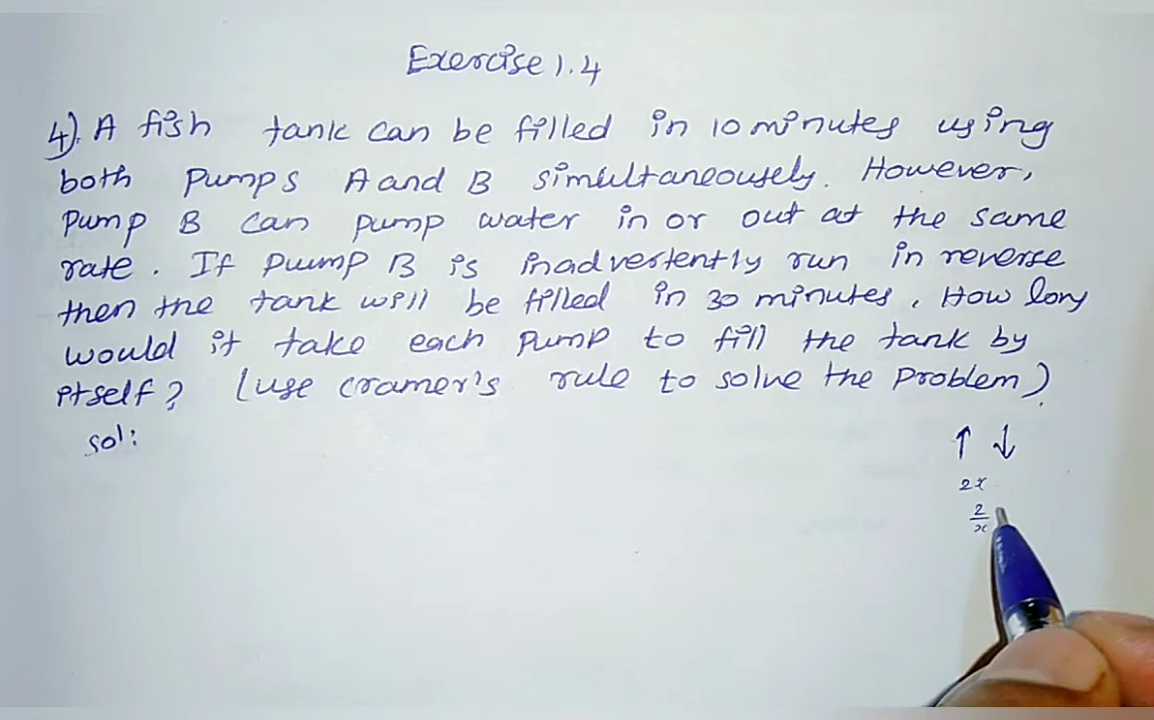 Exercise 1.4
4). A fish tank can be filled in 10 minutes using
both Pumps A and B simultaneously. However,
Pump B can pump water in or out at the same
rate. If Pump B is inadvertently run in reverse
then the tank will be filled in 30 minutes. How long
would it take each Pump to fill the tank by
itself? (use cramer's rule to solve the Problem).
sol:
↑ ↓
2x
2/x